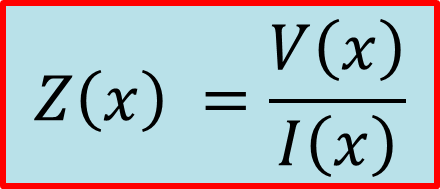 Z(x) = V(x) / I(x)